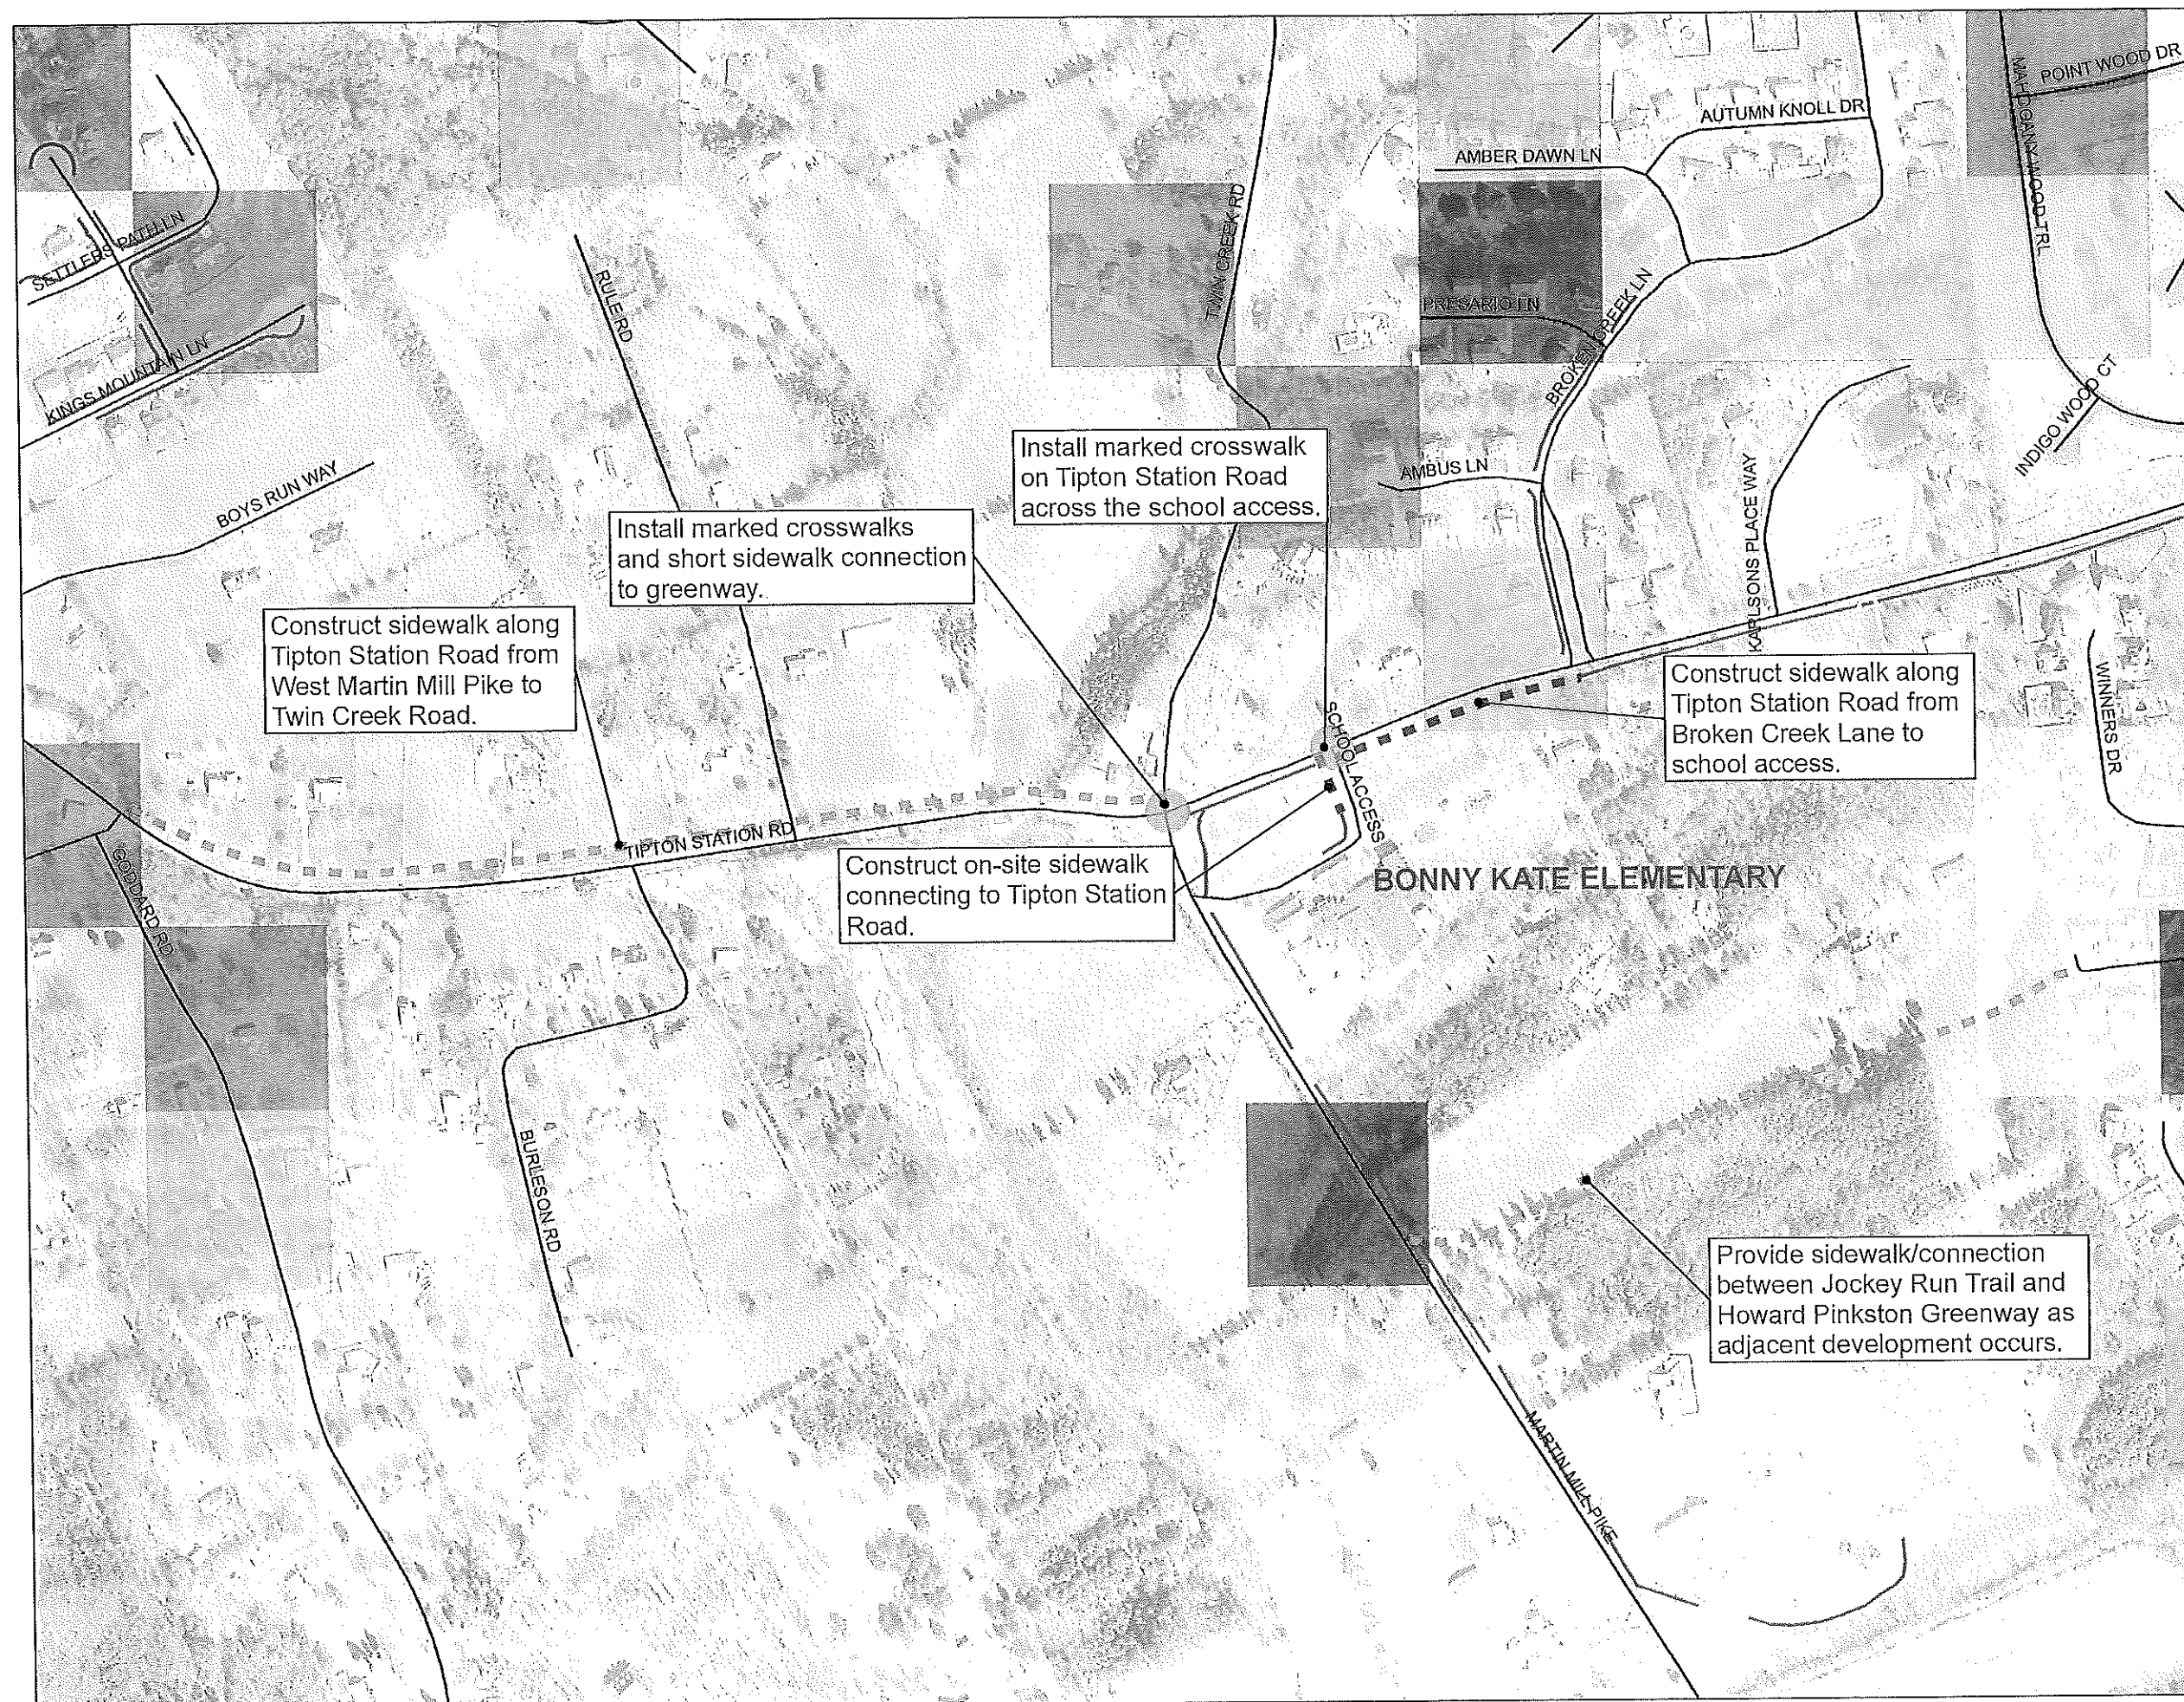 POINT WOOD DR
MAHOGANY WOOD TRL
AUTUMN KNOLL DR
AMBER DAWN LN
TWIN CREEK RD
SETTLERS PATH LN
RULE RD
PRESARIO LN
BROKEN CREEK LN
KINGS MOUNTAIN LN
INDIGO WOOD CT
Install marked crosswalk
on Tipton Station Road
across the school access.
AMBUS LN
BOYS RUN WAY
KARLSONS PLACE WAY
Install marked crosswalks
and short sidewalk connection
to greenway.
Construct sidewalk along
Tipton Station Road from
West Martin Mill Pike to
Twin Creek Road.
Construct sidewalk along
Tipton Station Road from
Broken Creek Lane to
school access.
WINNERS DR
SCHOOL ACCESS
TIPTON STATION RD
GODDARD RD
Construct on-site sidewalk
connecting to Tipton Station
Road.
BONNY KATE ELEMENTARY
BURLESON RD
Provide sidewalk/connection
between Jockey Run Trail and
Howard Pinkston Greenway as
adjacent development occurs.
MARTIN MILL PIKE